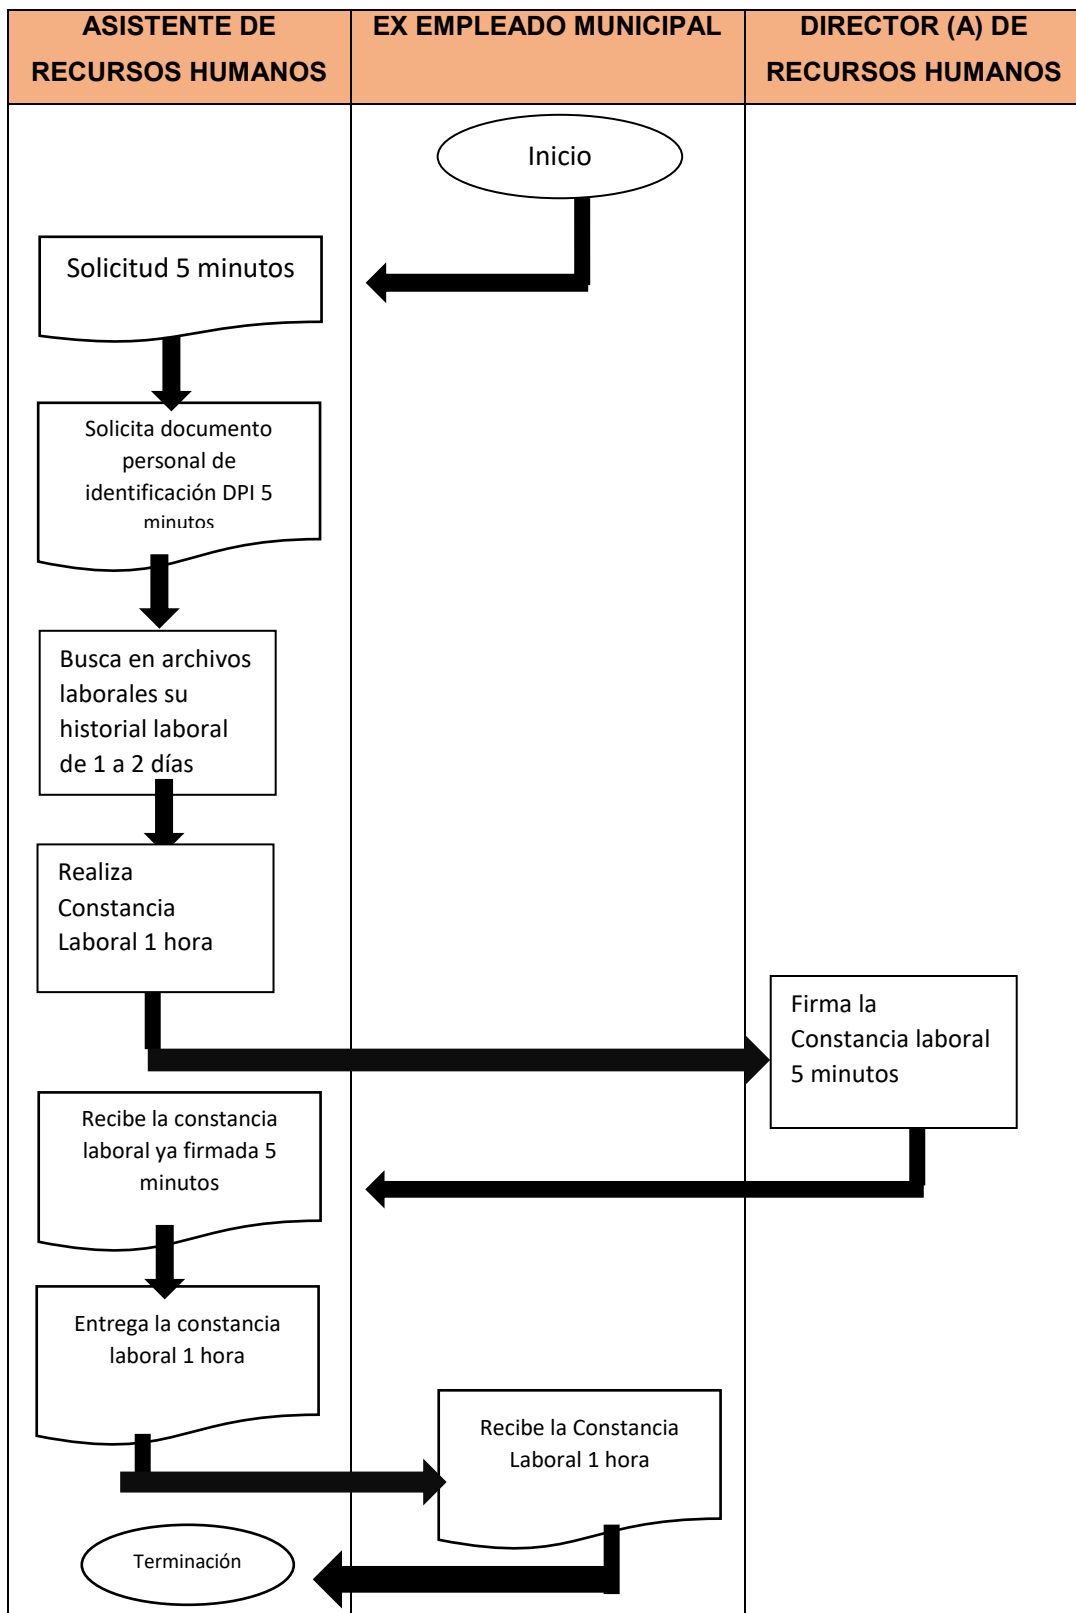 ASISTENTE DE
RECURSOS HUMANOS
EX EMPLEADO MUNICIPAL
DIRECTOR (A) DE
RECURSOS HUMANOS
Inicio
Solicitud 5 minutos
Solicita documento
personal de
identificación DPI 5
minutos
Busca en archivos
laborales su
historial laboral
de 1 a 2 días
Realiza
Constancia
Laboral 1 hora
Firma la
Constancia laboral
5 minutos
Recibe la constancia
laboral ya firmada 5
minutos
Entrega la constancia
laboral 1 hora
Recibe la Constancia
Laboral 1 hora
Terminación